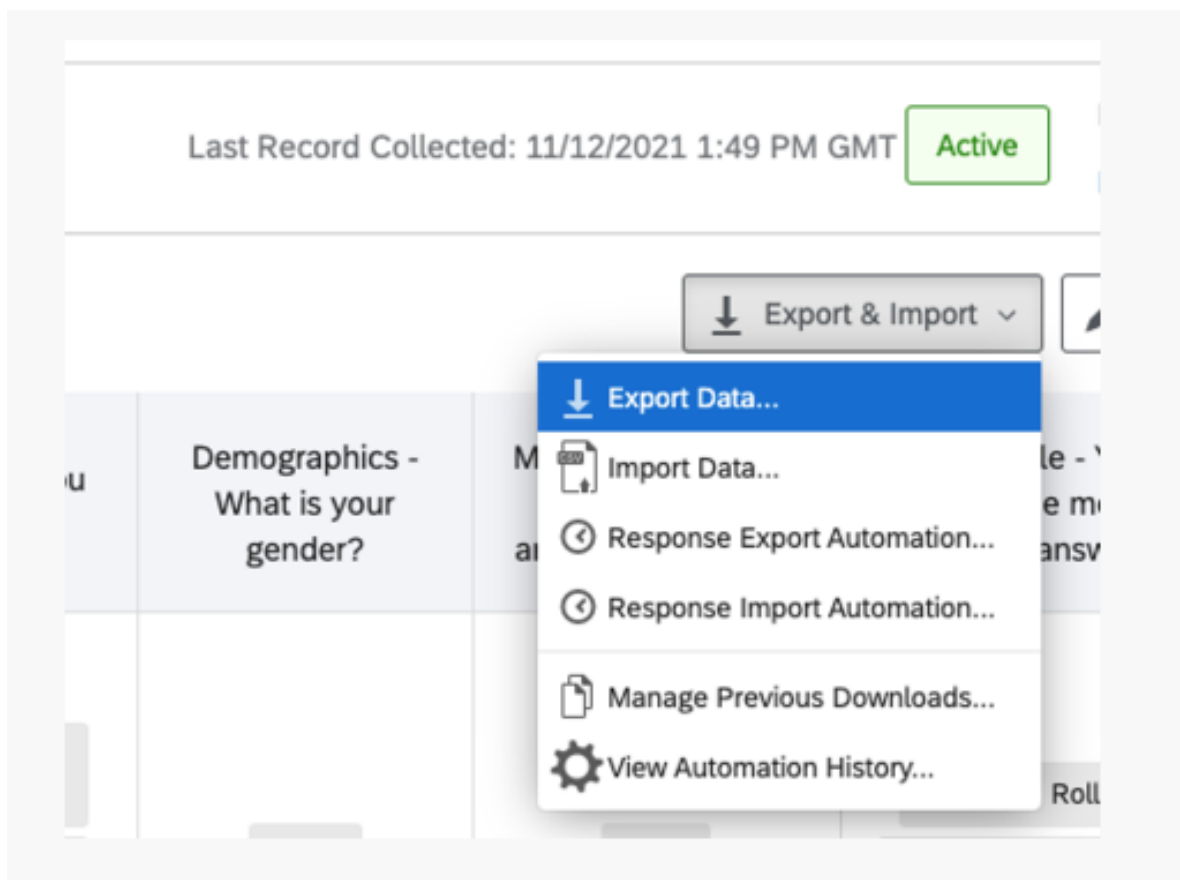 Last Record Collected: 11/12/2021 1:49 PM GMT Active
Export & Import
Export Data...
Import Data...
Response Export Automation...
Response Import Automation...
Manage Previous Downloads...
View Automation History...
Demographics -
What is your
gender?
Roll